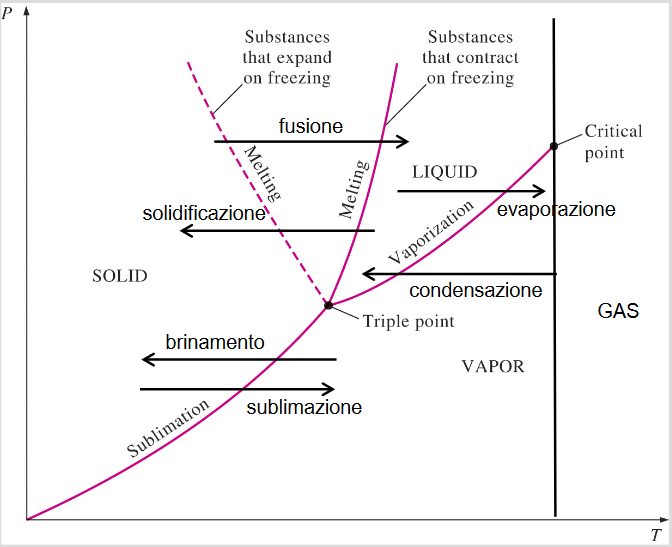 P
Substances
that expand
on freezing
Substances
that contract
on freezing
fusione
Critical
point
Melting
Melting
LIQUID
evaporazione
solidificazione
Vaporization
SOLID
condensazione
GAS
Triple point
brinamento
VAPOR
sublimazione
Sublimation
T